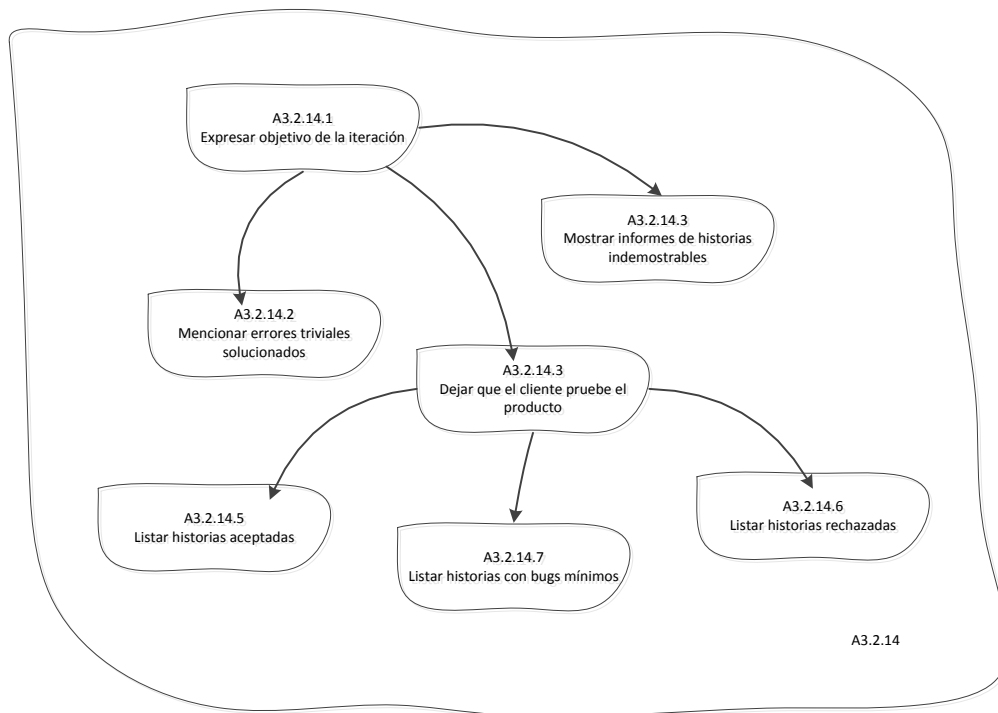 A3.2.14.1
Expresar objetivo de la iteración
A3.2.14.3
Mostrar informes de historias
indemostrables
A3.2.14.2
Mencionar errores triviales
solucionados
A3.2.14.3
Dejar que el cliente pruebe el
producto
A3.2.14.5
Listar historias aceptadas
A3.2.14.7
Listar historias con bugs mínimos
A3.2.14.6
Listar historias rechazadas
A3.2.14